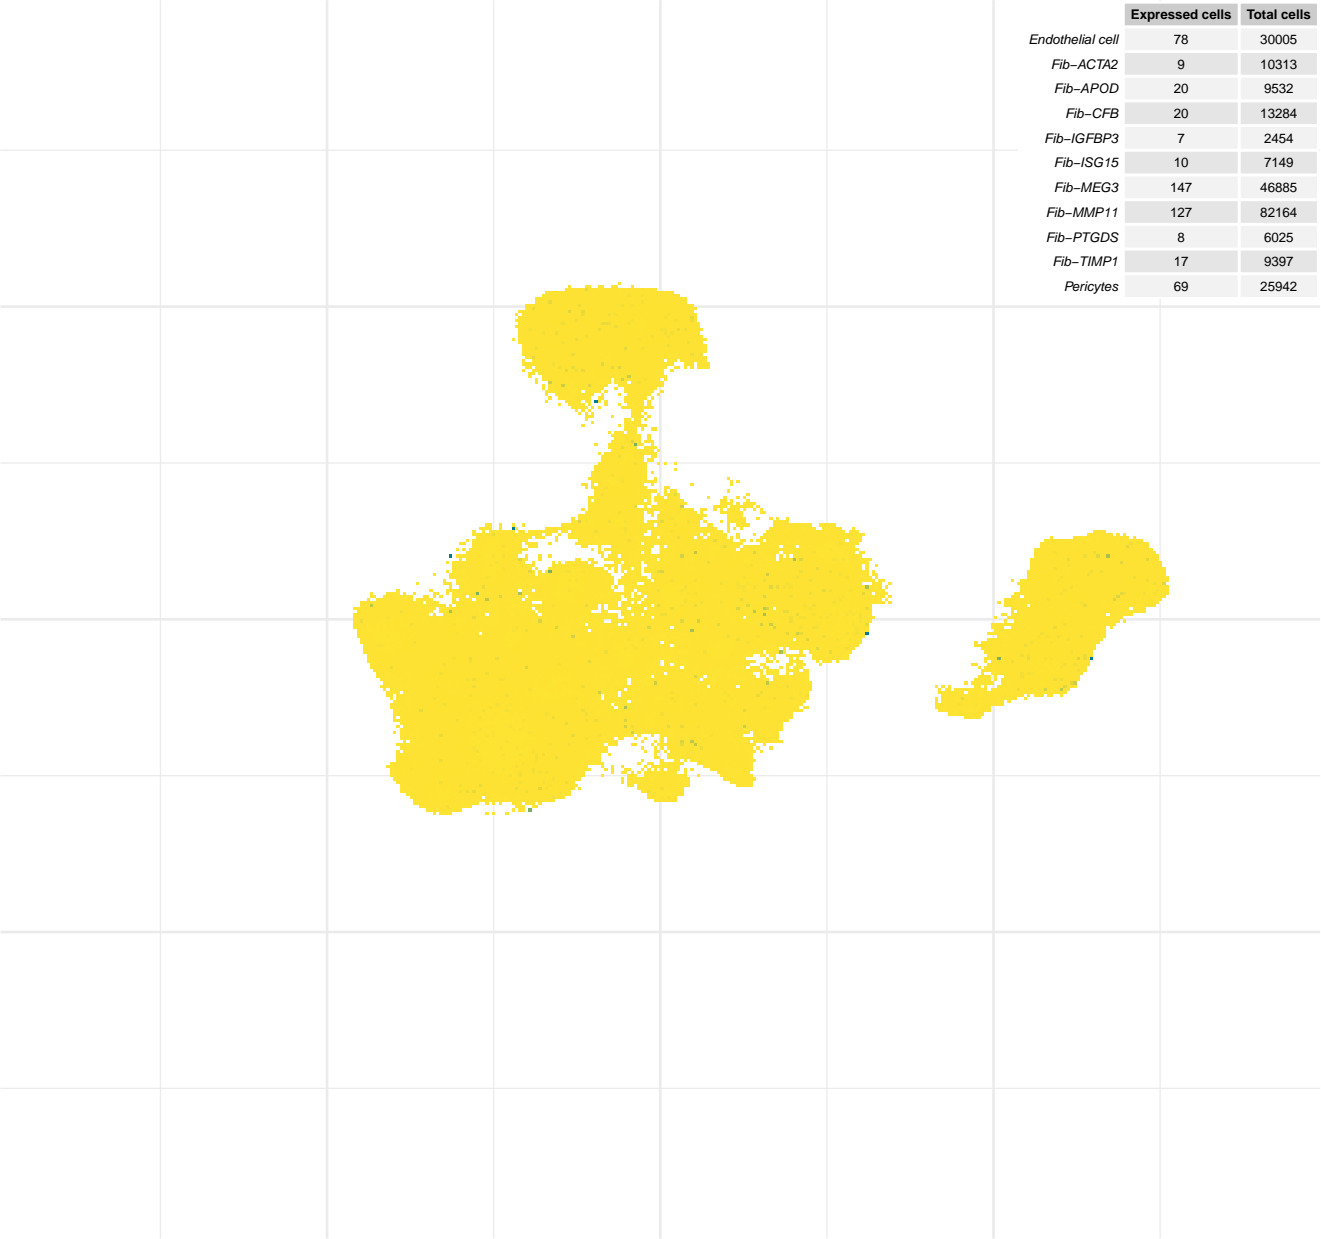 Expressed cells Total cells
Endothelial cell 78 30005
Fib−ACTA2 9 10313
Fib−APOD 20 9532
Fib−CFB 20 13284
Fib−IGFBP3 7 2454
Fib−ISG15 10 7149
Fib−MEG3 147 46885
Fib−MMP11 127 82164
Fib−PTGDS 8 6025
Fib−TIMP1 17 9397
Pericytes 69 25942